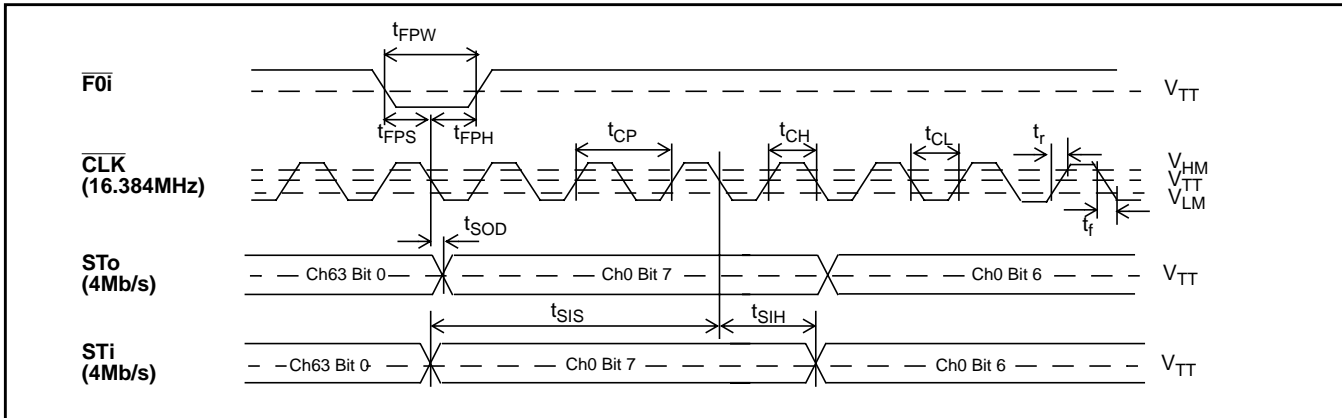 tFPW
F0i
VTT
tFPS
tFPH
tCP
tCH
tCL
tr
CLK
(16.384MHz)
VHM
VTT
VLM
tf
tSOD
STo
(4Mb/s)
Ch63 Bit 0
Ch0 Bit 7
Ch0 Bit 6
VTT
tSIS
tSIH
STi
(4Mb/s)
Ch63 Bit 0
Ch0 Bit 7
Ch0 Bit 6
VTT